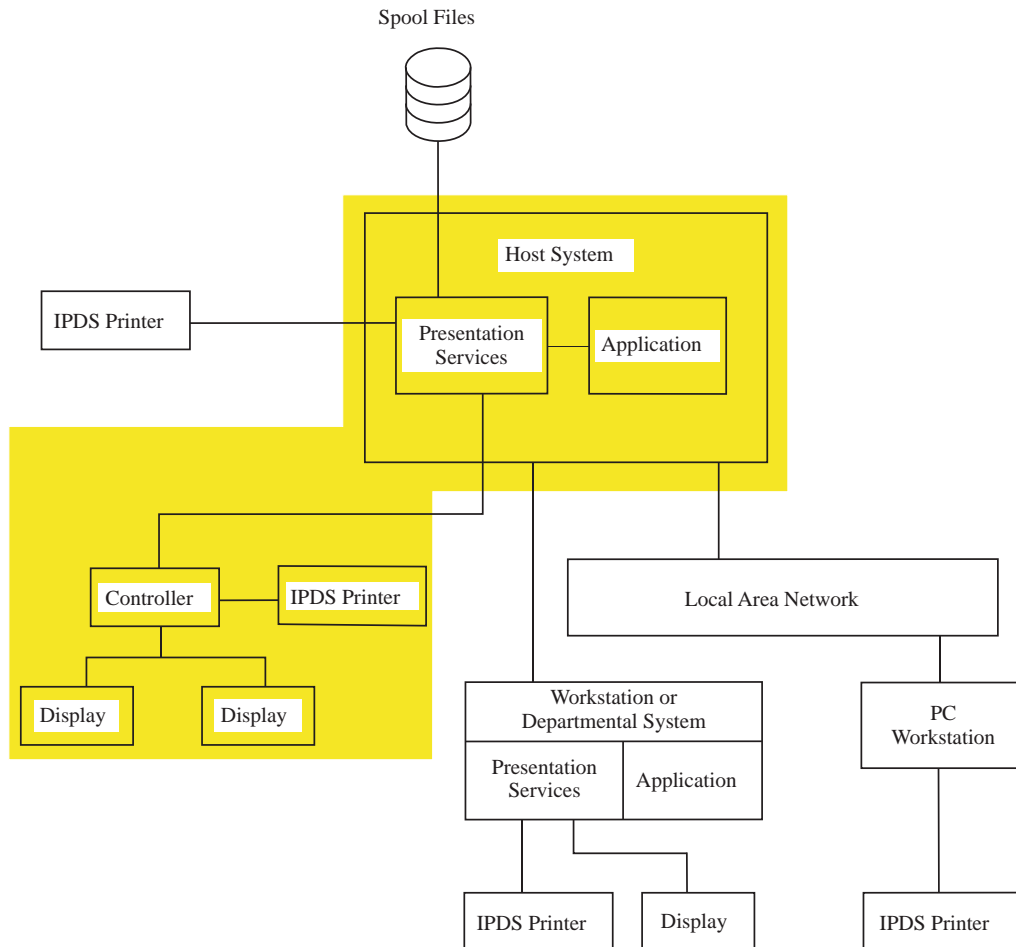 Spool Files
Host System
IPDS Printer
Presentation
Services
Application
Controller
IPDS Printer
Local Area Network
Display
Display
Workstation or
Departmental System
PC
Workstation
Presentation
Services
Application
IPDS Printer
Display
IPDS Printer